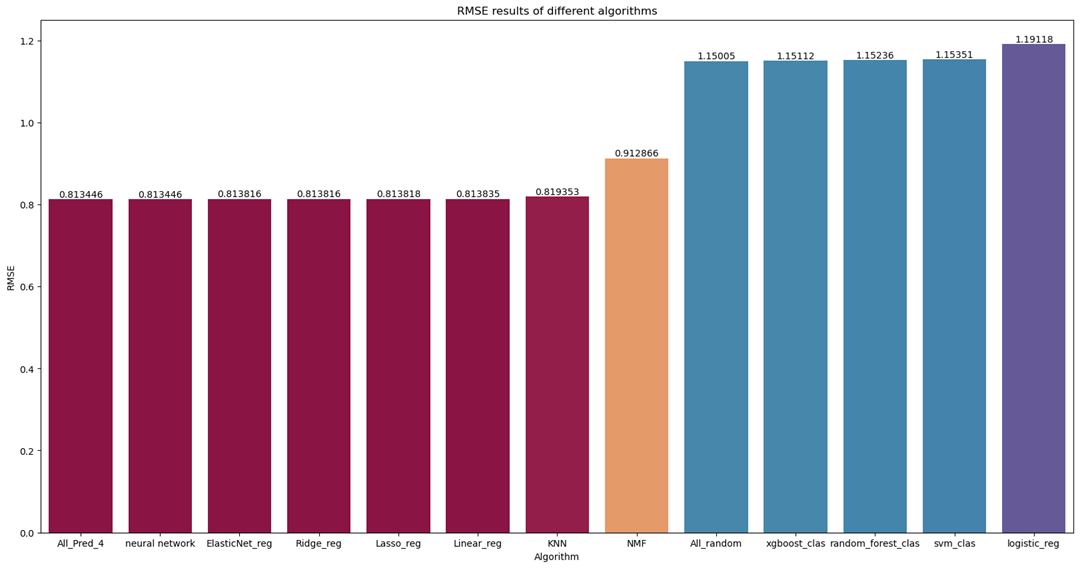 RMSE results of different algorithms
RMSE
1.2
1.0
0.8
0.6
0.4
0.2
0.0
0.813446
0.813446
0.813816
0.813816
0.813818
0.813835
0.819353
0.912866
1.15005
1.15112
1.15236
1.15351
1.19118
All_Pred_4
neural network
ElasticNet_reg
Ridge_reg
Lasso_reg
Linear_reg
KNN
NMF
All_random
xgboost_clas
random_forest_clas
svm_clas
logistic_reg
Algorithm